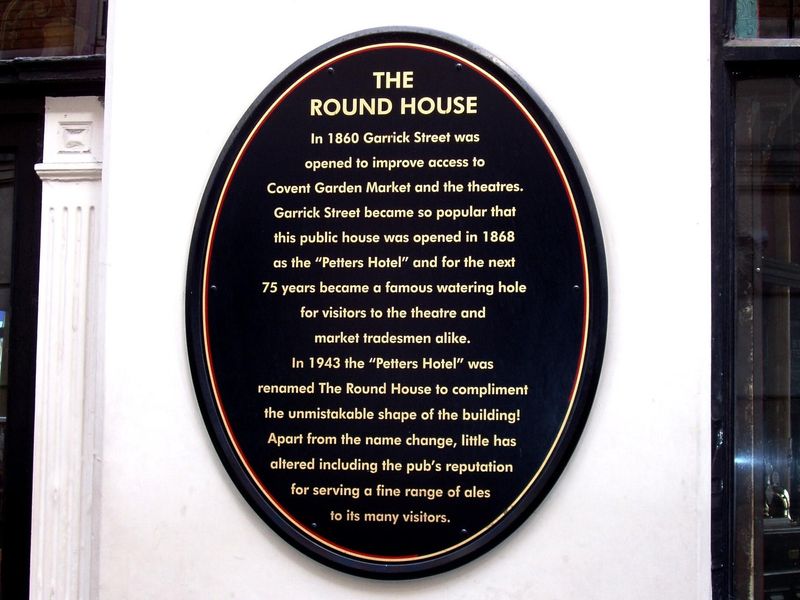 THE
ROUND HOUSE
In 1860 Garrick Street was
opened to improve access to
Covent Garden Market and the theatres.
Garrick Street became so popular that
this public house was opened in 1868
as the “Petters Hotel” and for the next
75 years became a famous watering hole
for visitors to the theatre and
market tradesmen alike.
In 1943 the “Petters Hotel” was
renamed The Round House to compliment
the unmistakable shape of the building!
Apart from the name change, little has
altered including the pub’s reputation
for serving a fine range of ales
to its many visitors.